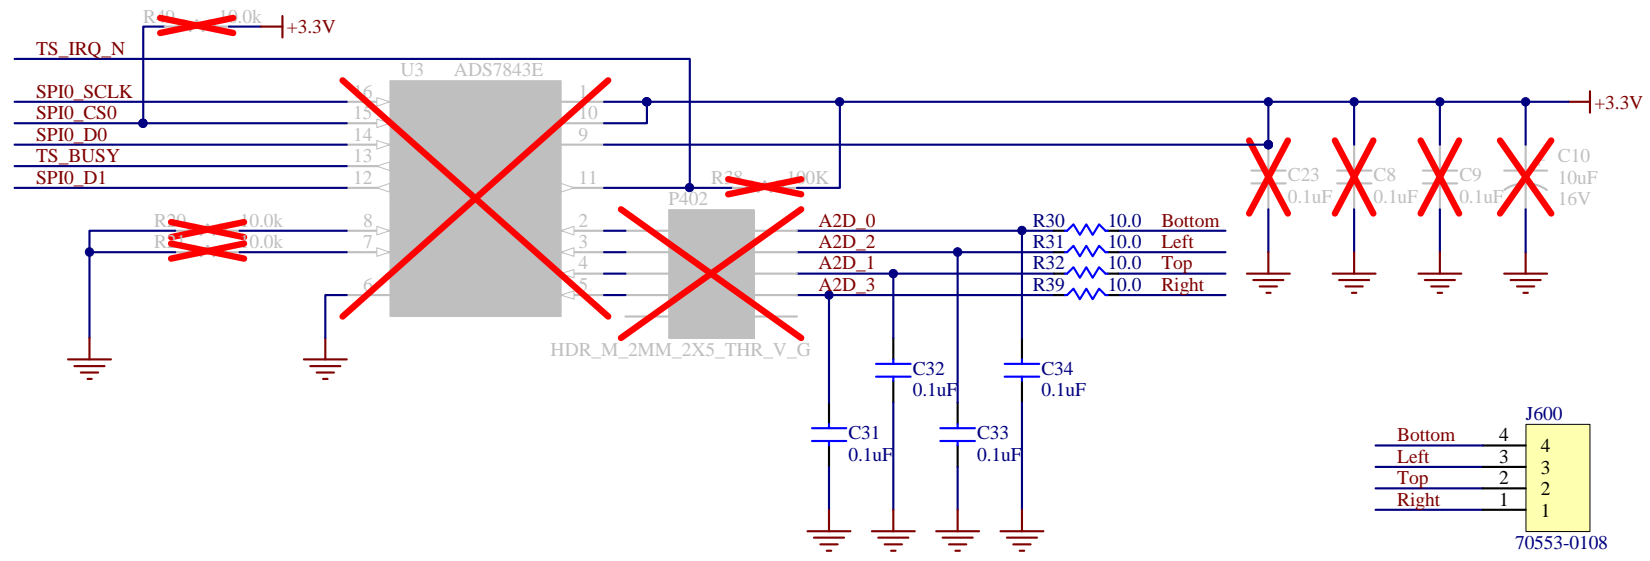 R49 10.0k
+3.3V
TS_IRQ_N
U3 ADS7843E
SPI0_SCLK 16 1
+3.3V
SPI0_CS0 15 10
SPI0_D0 14 9
TS_BUSY 13
SPI0_D1 12 11
R38 100K
C23 0.1uF
C8 0.1uF
C9 0.1uF
C10 10uF 16V
P402
10.0k 8 2 A2D_0 R30 10.0 Bottom
10.0k 7 3 A2D_2 R31 10.0 Left
4 A2D_1 R32 10.0 Top
6 5 A2D_3 R39 10.0 Right
HDR_M_2MM_2X5_THR_V_G
C32 0.1uF
C34 0.1uF
C31 0.1uF
C33 0.1uF
J600
Bottom 4 4
Left 3 3
Top 2 2
Right 1 1
70553-0108